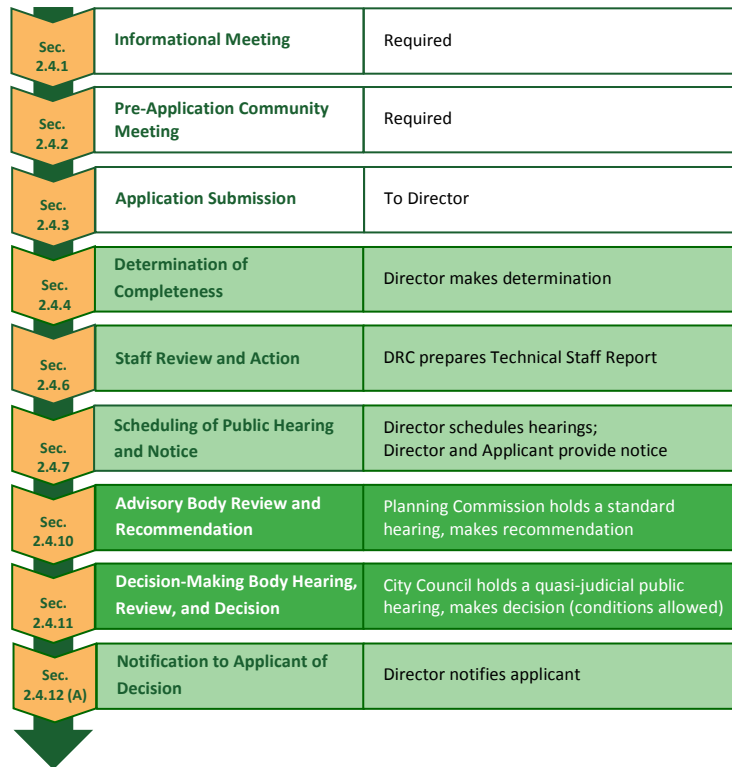 Sec.
2.4.1
Informational Meeting
Required
Sec.
2.4.2
Pre-Application Community
Meeting
Required
Sec.
2.4.3
Application Submission
To Director
Sec.
2.4.4
Determination of
Completeness
Director makes determination
Sec.
2.4.6
Staff Review and Action
DRC prepares Technical Staff Report
Sec.
2.4.7
Scheduling of Public Hearing
and Notice
Director schedules hearings;
Director and Applicant provide notice
Sec.
2.4.10
Advisory Body Review and
Recommendation
Planning Commission holds a standard
hearing, makes recommendation
Sec.
2.4.11
Decision-Making Body Hearing,
Review, and Decision
City Council holds a quasi-judicial public
hearing, makes decision (conditions allowed)
Sec.
2.4.12 (A)
Notification to Applicant of
Decision
Director notifies applicant